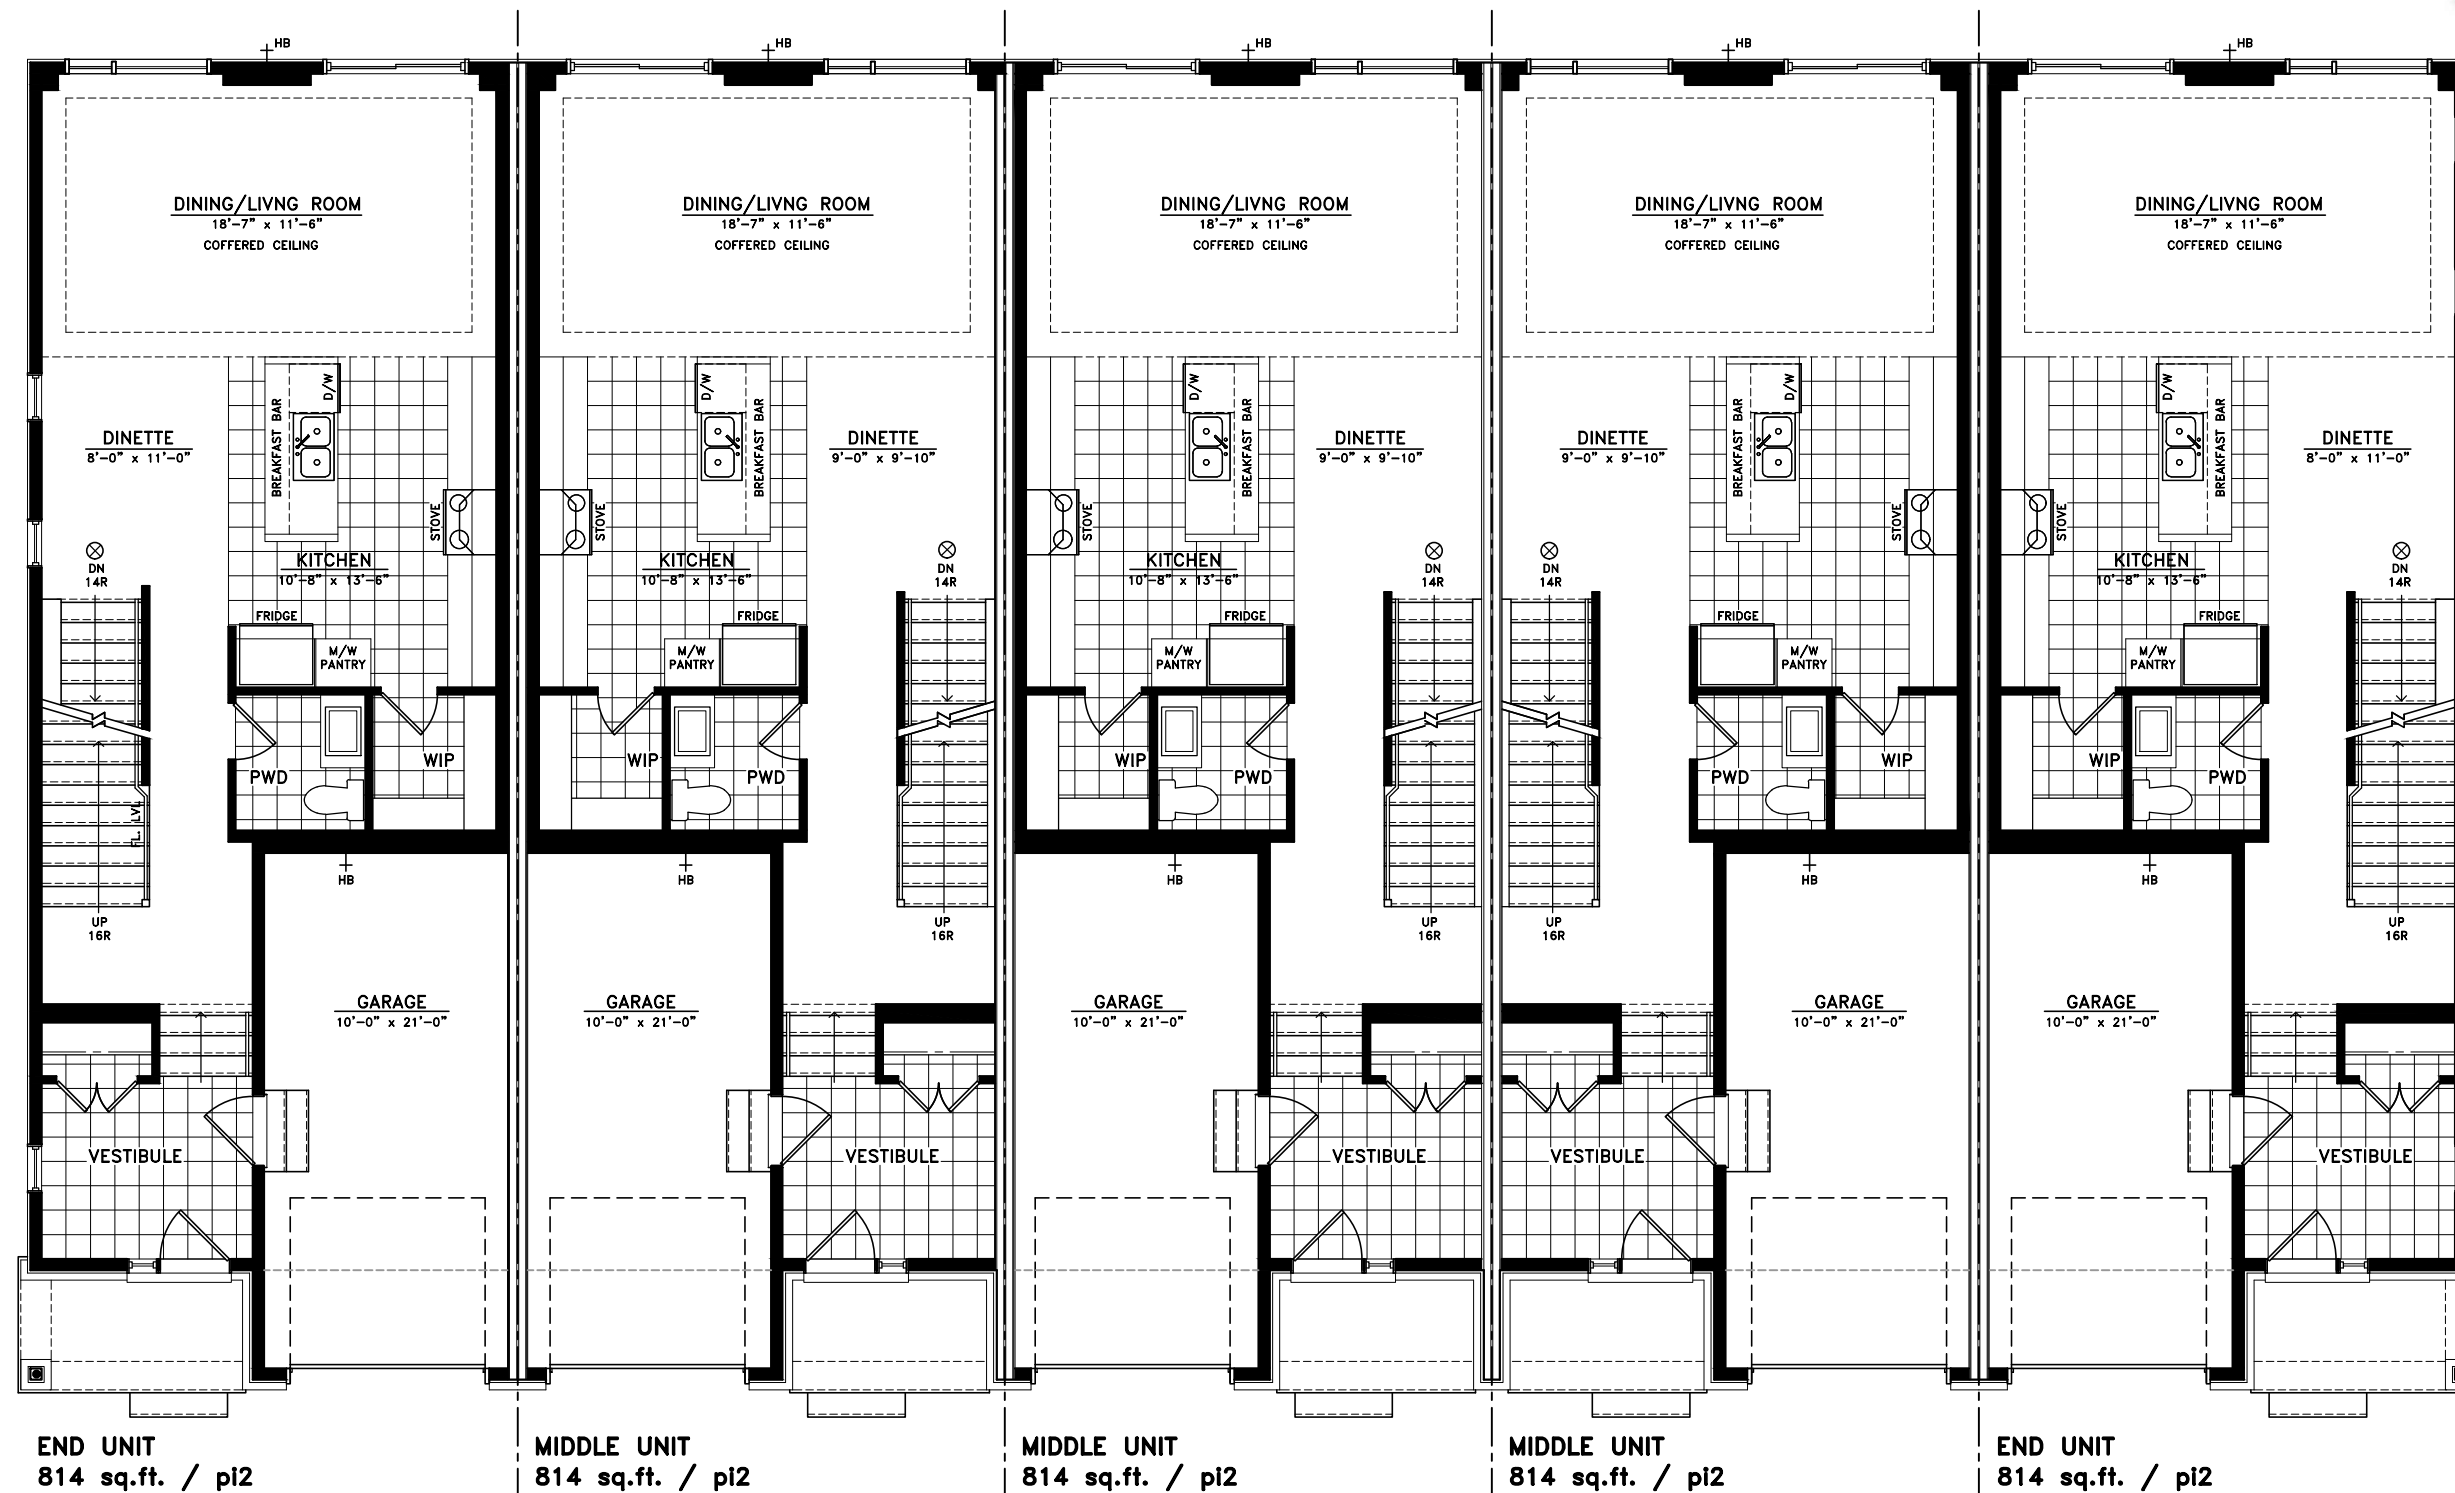 HB HB HB HB HB
DINING/LIVNG ROOM
18'-7" x 11'-6"
COFFERED CEILING
DINING/LIVNG ROOM
18'-7" x 11'-6"
COFFERED CEILING
DINING/LIVNG ROOM
18'-7" x 11'-6"
COFFERED CEILING
DINING/LIVNG ROOM
18'-7" x 11'-6"
COFFERED CEILING
DINING/LIVNG ROOM
18'-7" x 11'-6"
COFFERED CEILING
DINETTE
8'-0" x 11'-0"
BREAKFAST BAR
D/W
STOVE
KITCHEN
10'-8" x 13'-6"
DN
14R
FRIDGE
M/W
PANTRY
PWD
WIP
FL. LVL
UP
16R
HB
GARAGE
10'-0" x 21'-0"
VESTIBULE
END UNIT
814 sq.ft. / pi2
D/W
BREAKFAST BAR
DINETTE
9'-0" x 9'-10"
STOVE
KITCHEN
10'-8" x 13'-6"
DN
14R
FRIDGE
M/W
PANTRY
WIP
PWD
HB
UP
16R
GARAGE
10'-0" x 21'-0"
VESTIBULE
MIDDLE UNIT
814 sq.ft. / pi2
D/W
BREAKFAST BAR
DINETTE
9'-0" x 9'-10"
STOVE
KITCHEN
10'-8" x 13'-6"
DN
14R
FRIDGE
M/W
PANTRY
WIP
PWD
HB
UP
16R
GARAGE
10'-0" x 21'-0"
VESTIBULE
MIDDLE UNIT
814 sq.ft. / pi2
DINETTE
9'-0" x 9'-10"
BREAKFAST BAR
D/W
STOVE
DN
14R
FRIDGE
M/W
PANTRY
PWD
WIP
HB
UP
16R
GARAGE
10'-0" x 21'-0"
VESTIBULE
MIDDLE UNIT
814 sq.ft. / pi2
D/W
BREAKFAST BAR
DINETTE
8'-0" x 11'-0"
STOVE
KITCHEN
10'-8" x 13'-6"
DN
14R
FRIDGE
M/W
PANTRY
WIP
PWD
HB
UP
16R
GARAGE
10'-0" x 21'-0"
VESTIBULE
END UNIT
814 sq.ft. / pi2